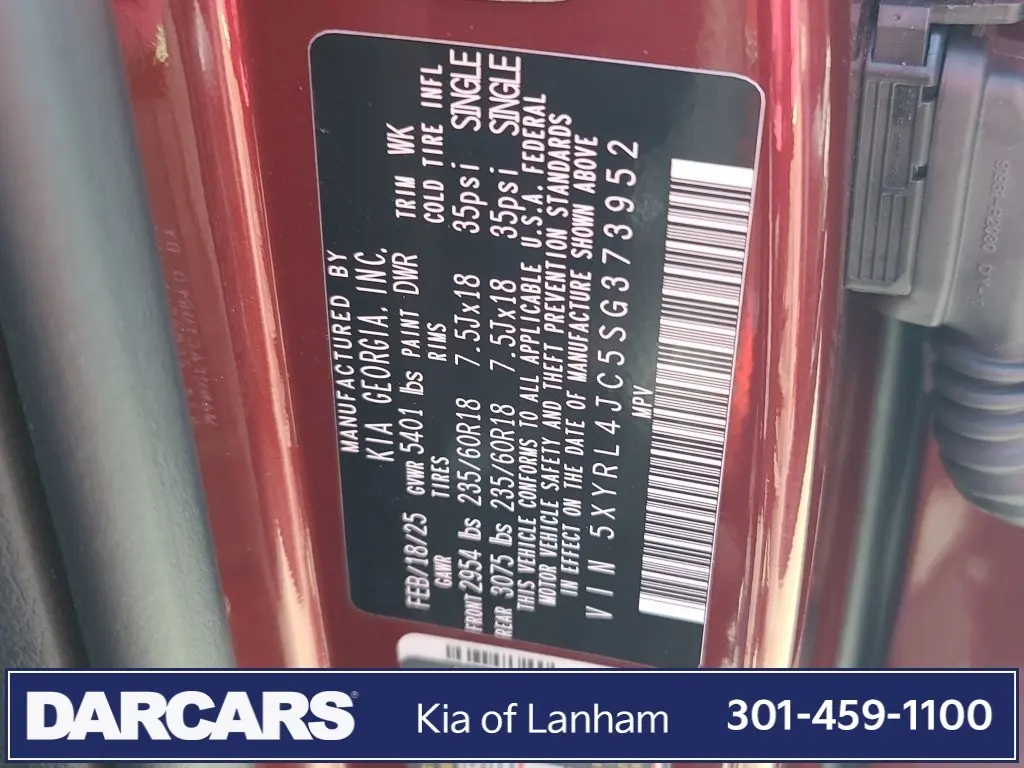 MANUFACTURED BY
KIA GEORGIA. INC.
FEB/18/25 GVWR 5401 lbs PAINT DWR TRIM WK
GAWR TIRES RIMS COLD TIRE INFL
FRONT 2954 lbs 235/60R18 7.5Jx18 35psi SINGLE
REAR 3075 lbs 235/60R18 7.5Jx18 35psi SINGLE
THIS VEHICLE CONFORMS TO ALL APPLICABLE U.S.A. FEDERAL
MOTOR VEHICLE SAFETY AND THEFT PREVENTION STANDARDS
IN EFFECT ON THE DATE OF MANUFACTURE SHOWN ABOVE
VIN 5XYRL4JC5SG373952
MPV
DARCARS®
Kia of Lanham
301-459-1100